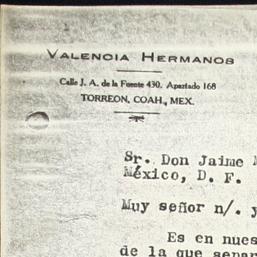 VALENCIA HERMANOS
Calle J. A. de la Fuente 430. Apartado 168
TORREON, COAH., MEX.
Sr. Don Jaime
México, D. F.
Muy señor n/. y
Es en nues
de la que separ